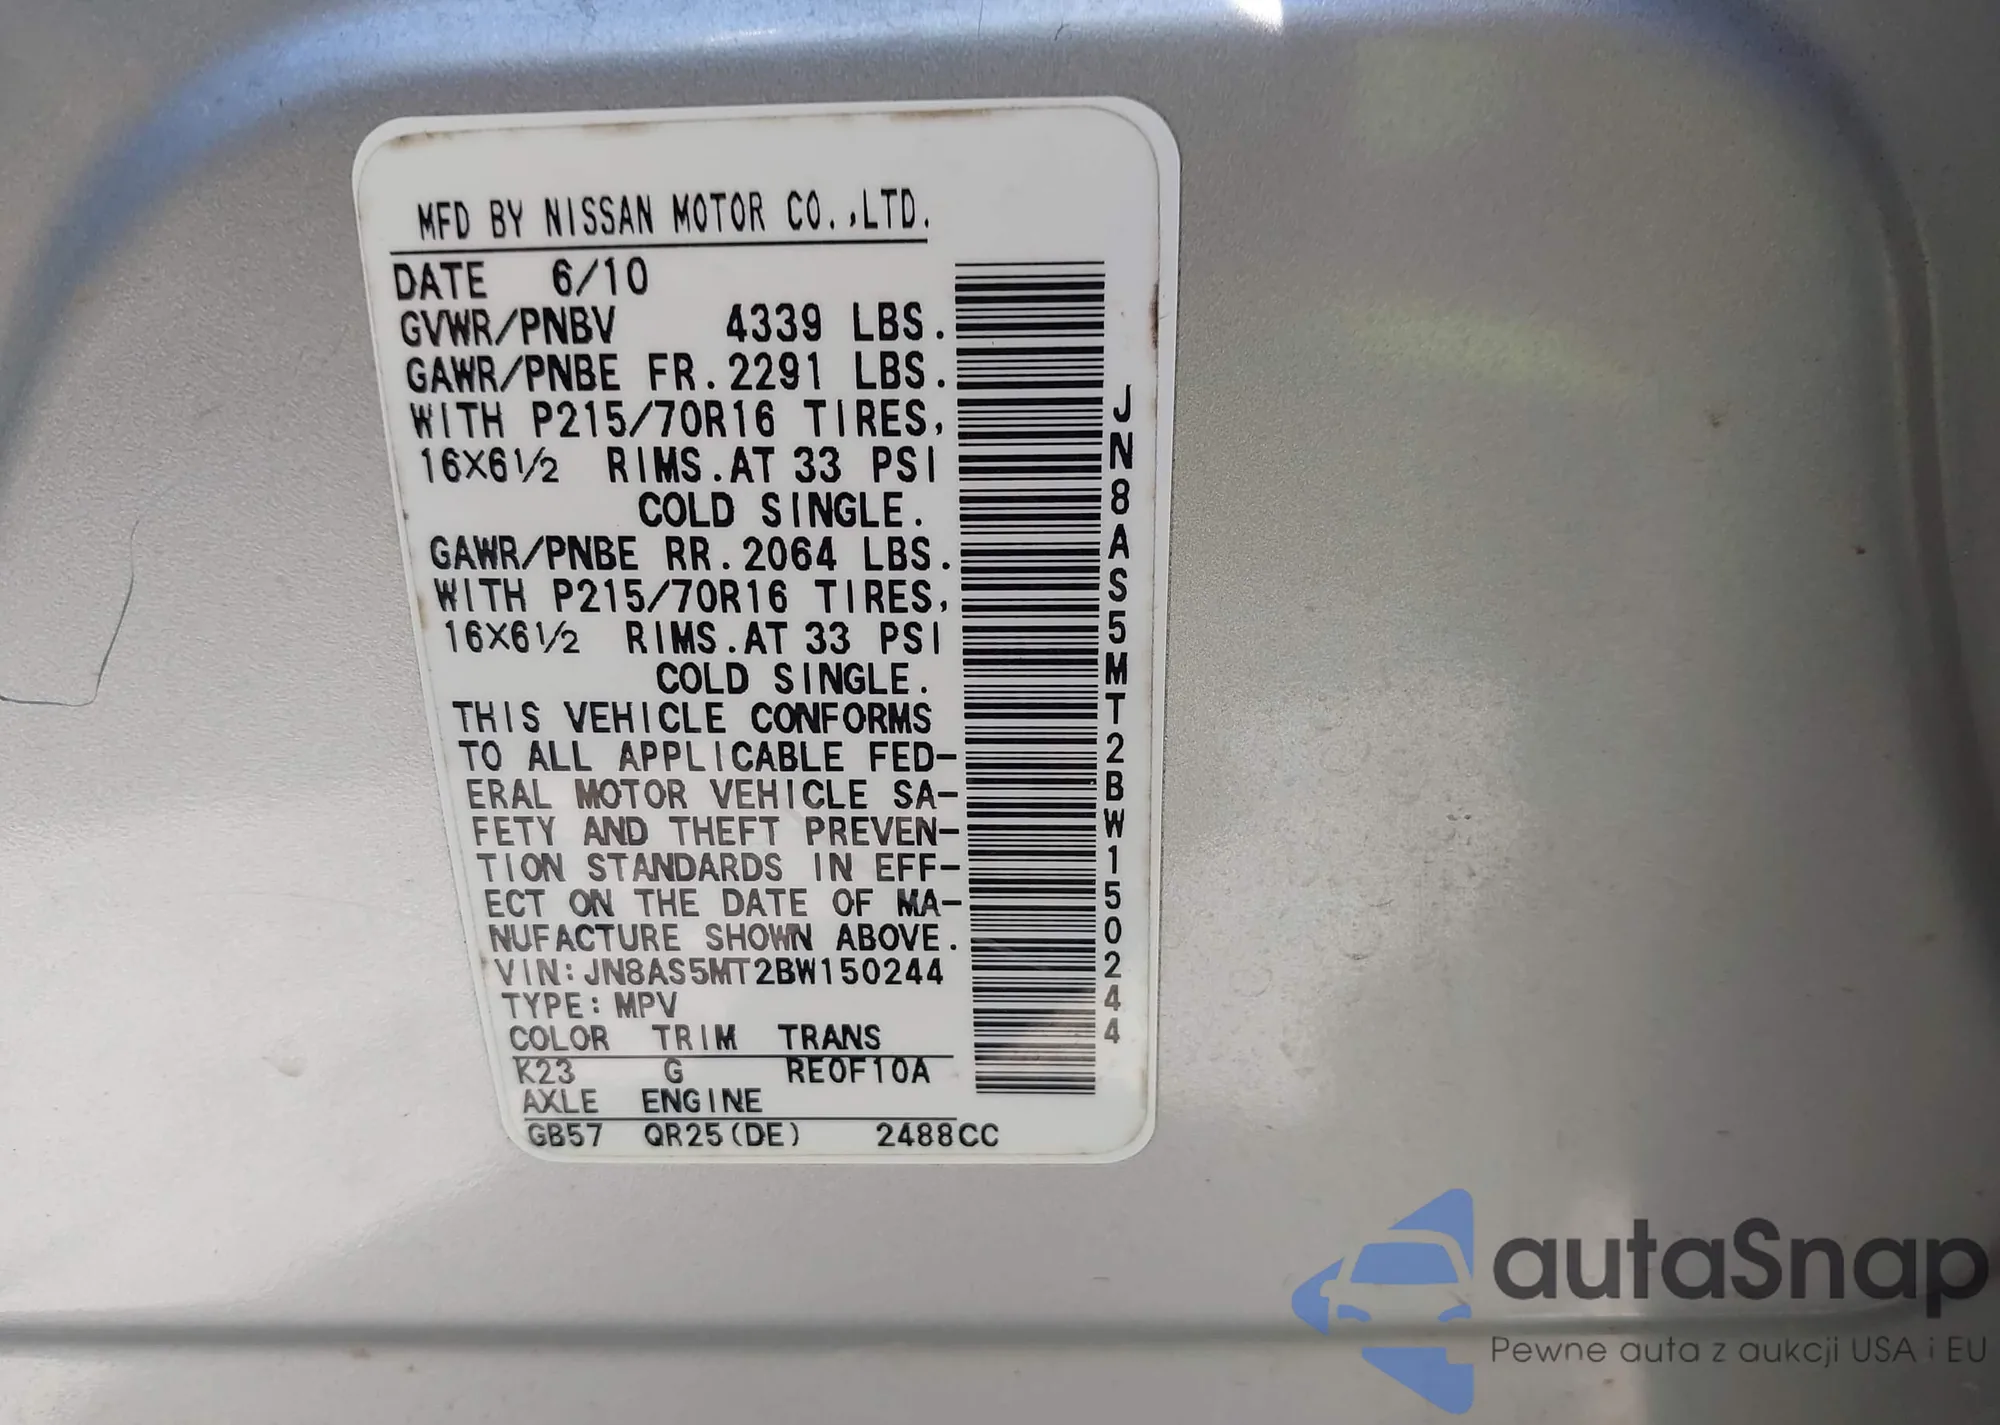 MFD BY NISSAN MOTOR CO.,LTD.
DATE 6/10
GVWR/PNBV 4339 LBS.
GAWR/PNBE FR.2291 LBS.
WITH P215/70R16 TIRES,
16X6 1/2 RIMS.AT 33 PSI
COLD SINGLE.
GAWR/PNBE RR.2064 LBS.
WITH P215/70R16 TIRES,
16X6 1/2 RIMS.AT 33 PSI
COLD SINGLE.
THIS VEHICLE CONFORMS
TO ALL APPLICABLE FED-
ERAL MOTOR VEHICLE SA-
FETY AND THEFT PREVEN-
TION STANDARDS IN EFF-
ECT ON THE DATE OF MA-
NUFACTURE SHOWN ABOVE.
VIN:JN8AS5MT2BW150244
TYPE:MPV
COLOR TRIM TRANS
K23 G RE0F10A
AXLE ENGINE
GB57 QR25(DE) 2488CC
JN8AS5MT2BW150244
autaSnap
Pewne auta z aukcji USA i EU